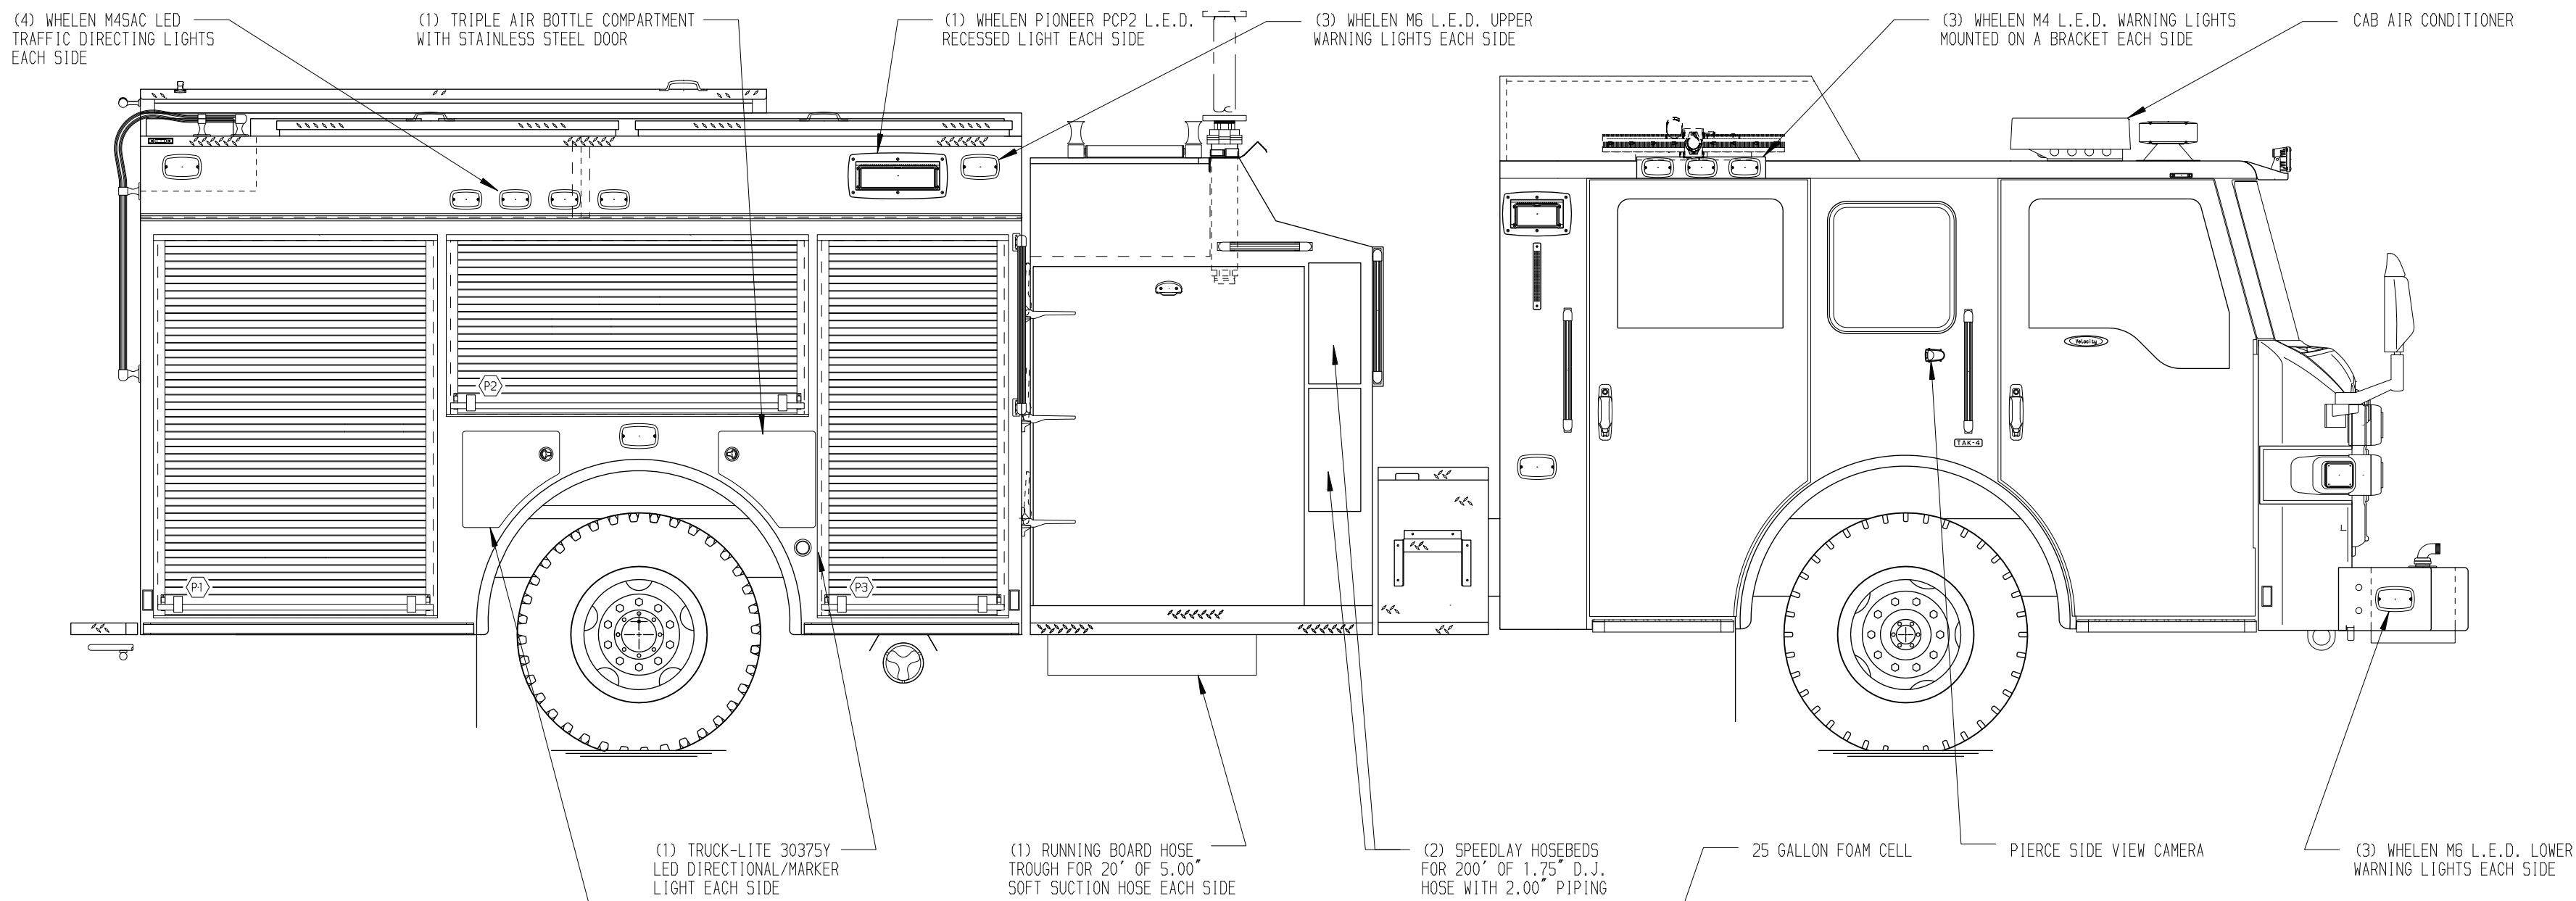 (4) WHELEN M4SAC LED
TRAFFIC DIRECTING LIGHTS
EACH SIDE
(1) TRIPLE AIR BOTTLE COMPARTMENT
WITH STAINLESS STEEL DOOR
(1) WHELEN PIONEER PCP2 L.E.D.
RECESSED LIGHT EACH SIDE
(3) WHELEN M6 L.E.D. UPPER
WARNING LIGHTS EACH SIDE
(3) WHELEN M4 L.E.D. WARNING LIGHTS
MOUNTED ON A BRACKET EACH SIDE
CAB AIR CONDITIONER
Velocity
P2
TAK-4
P1
P3
(1) TRUCK-LITE 30375Y
LED DIRECTIONAL/MARKER
LIGHT EACH SIDE
(1) RUNNING BOARD HOSE
TROUGH FOR 20' OF 5.00"
SOFT SUCTION HOSE EACH SIDE
(2) SPEEDLAY HOSEBEDS
FOR 200' OF 1.75" D.J.
HOSE WITH 2.00" PIPING
25 GALLON FOAM CELL
PIERCE SIDE VIEW CAMERA
(3) WHELEN M6 L.E.D. LOWER
WARNING LIGHTS EACH SIDE